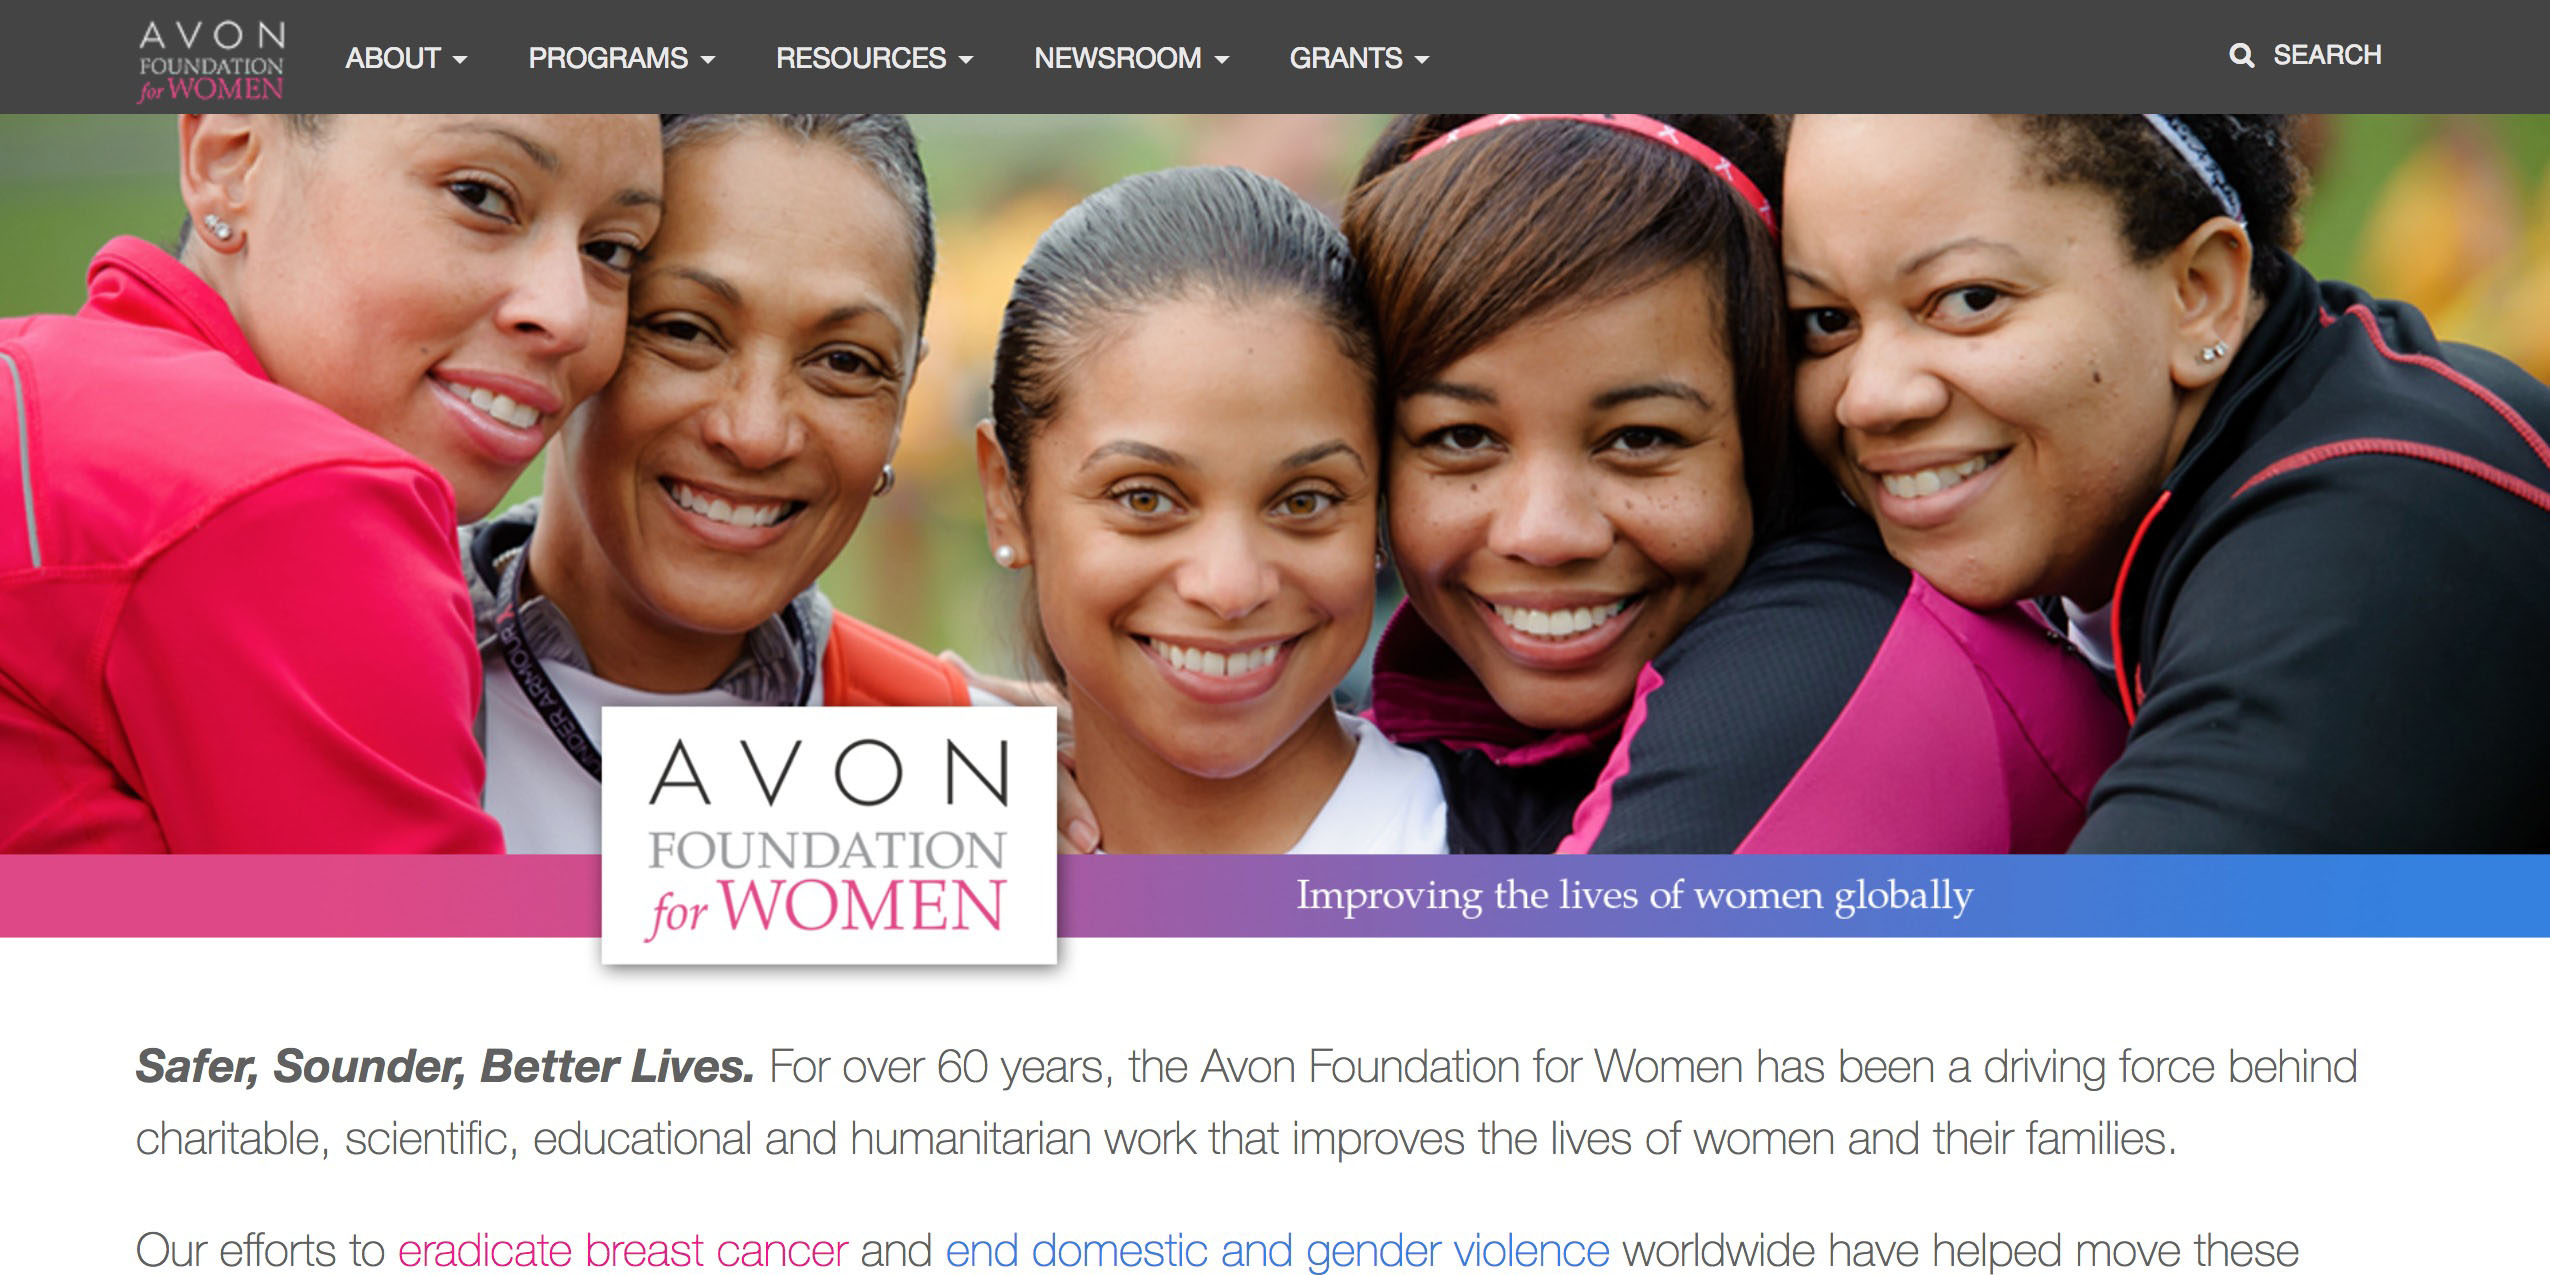 AVON
FOUNDATION
for WOMEN
ABOUT
PROGRAMS
RESOURCES
NEWSROOM
GRANTS
SEARCH
UNDER ARMOUR
AVON
FOUNDATION
for WOMEN
Improving the lives of women globally
Safer, Sounder, Better Lives. For over 60 years, the Avon Foundation for Women has been a driving force behind
charitable, scientific, educational and humanitarian work that improves the lives of women and their families.
Our efforts to eradicate breast cancer and end domestic and gender violence worldwide have helped move these